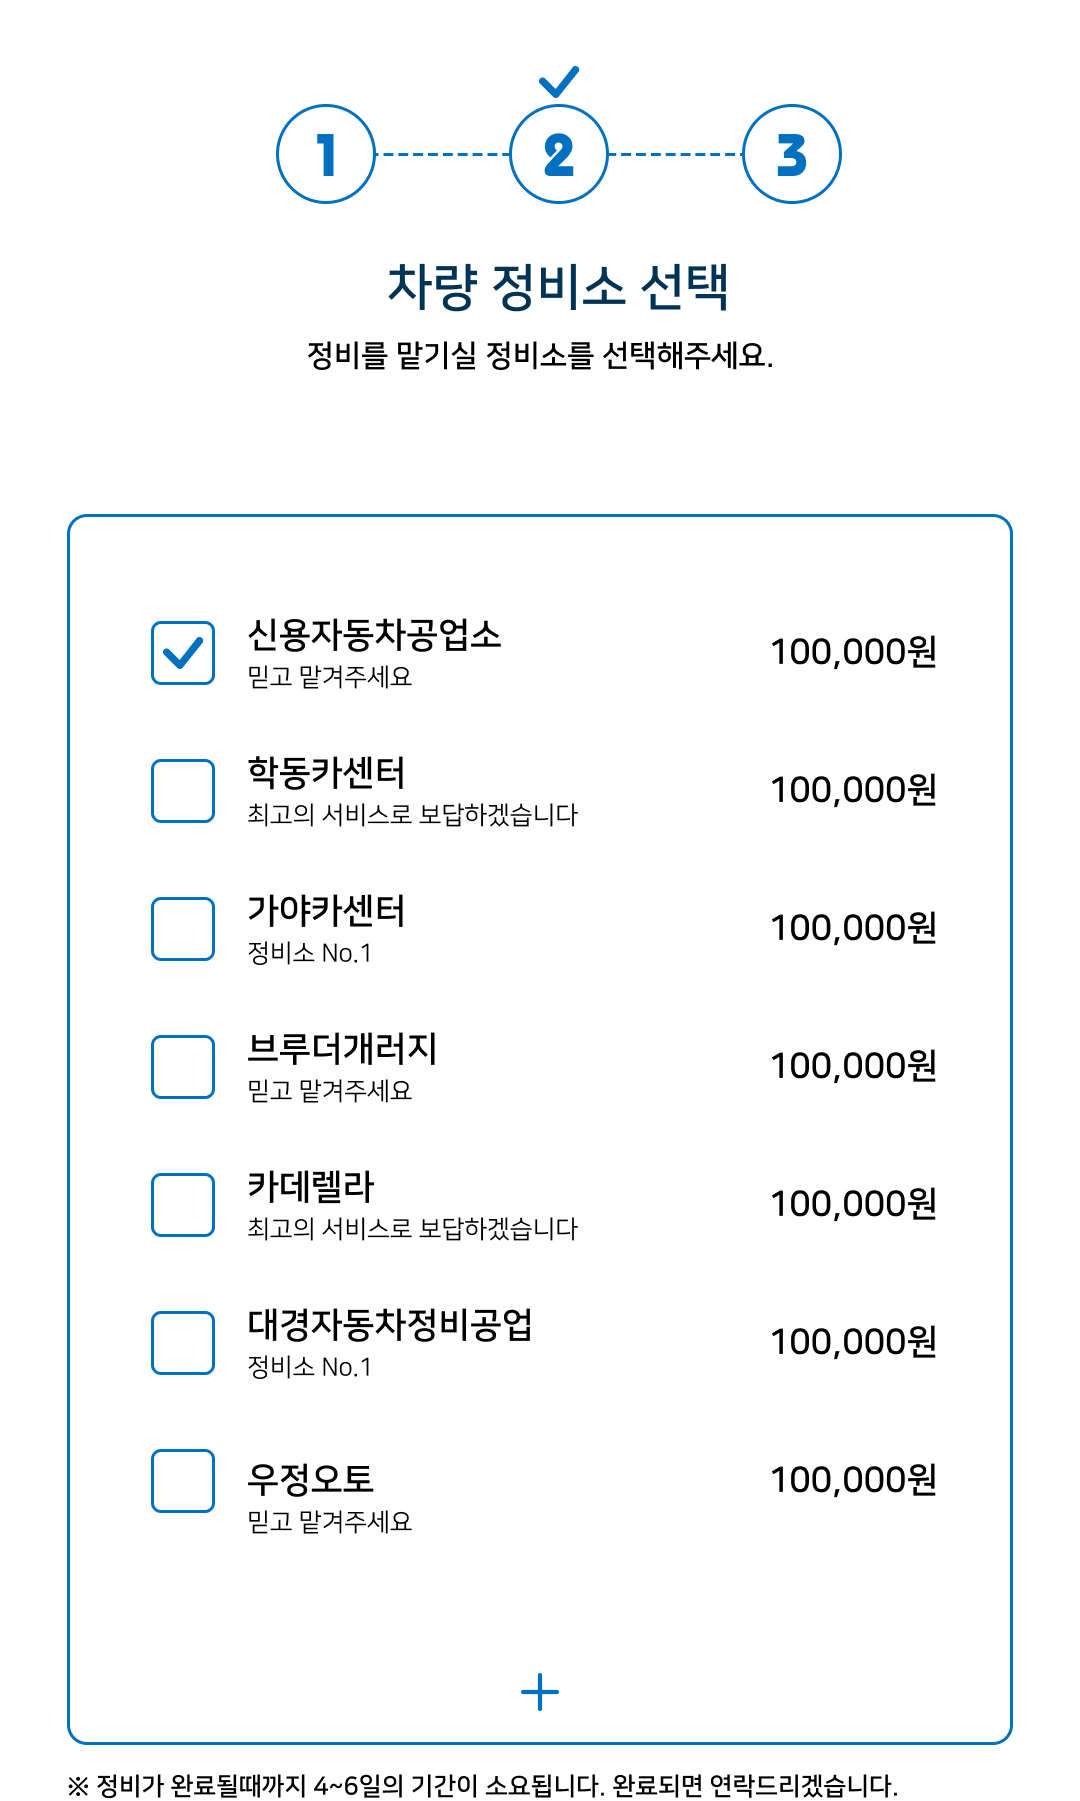 1 2 3
차량 정비소 선택
정비를 맡기실 정비소를 선택해주세요.
신용자동차공업소 100,000원
믿고 맡겨주세요
학동카센터 100,000원
최고의 서비스로 보답하겠습니다
가야카센터 100,000원
정비소 No.1
브루더개러지 100,000원
믿고 맡겨주세요
카데렐라 100,000원
최고의 서비스로 보답하겠습니다
대경자동차정비공업 100,000원
정비소 No.1
우정오토 100,000원
믿고 맡겨주세요
※ 정비가 완료될때까지 4~6일의 기간이 소요됩니다. 완료되면 연락드리겠습니다.